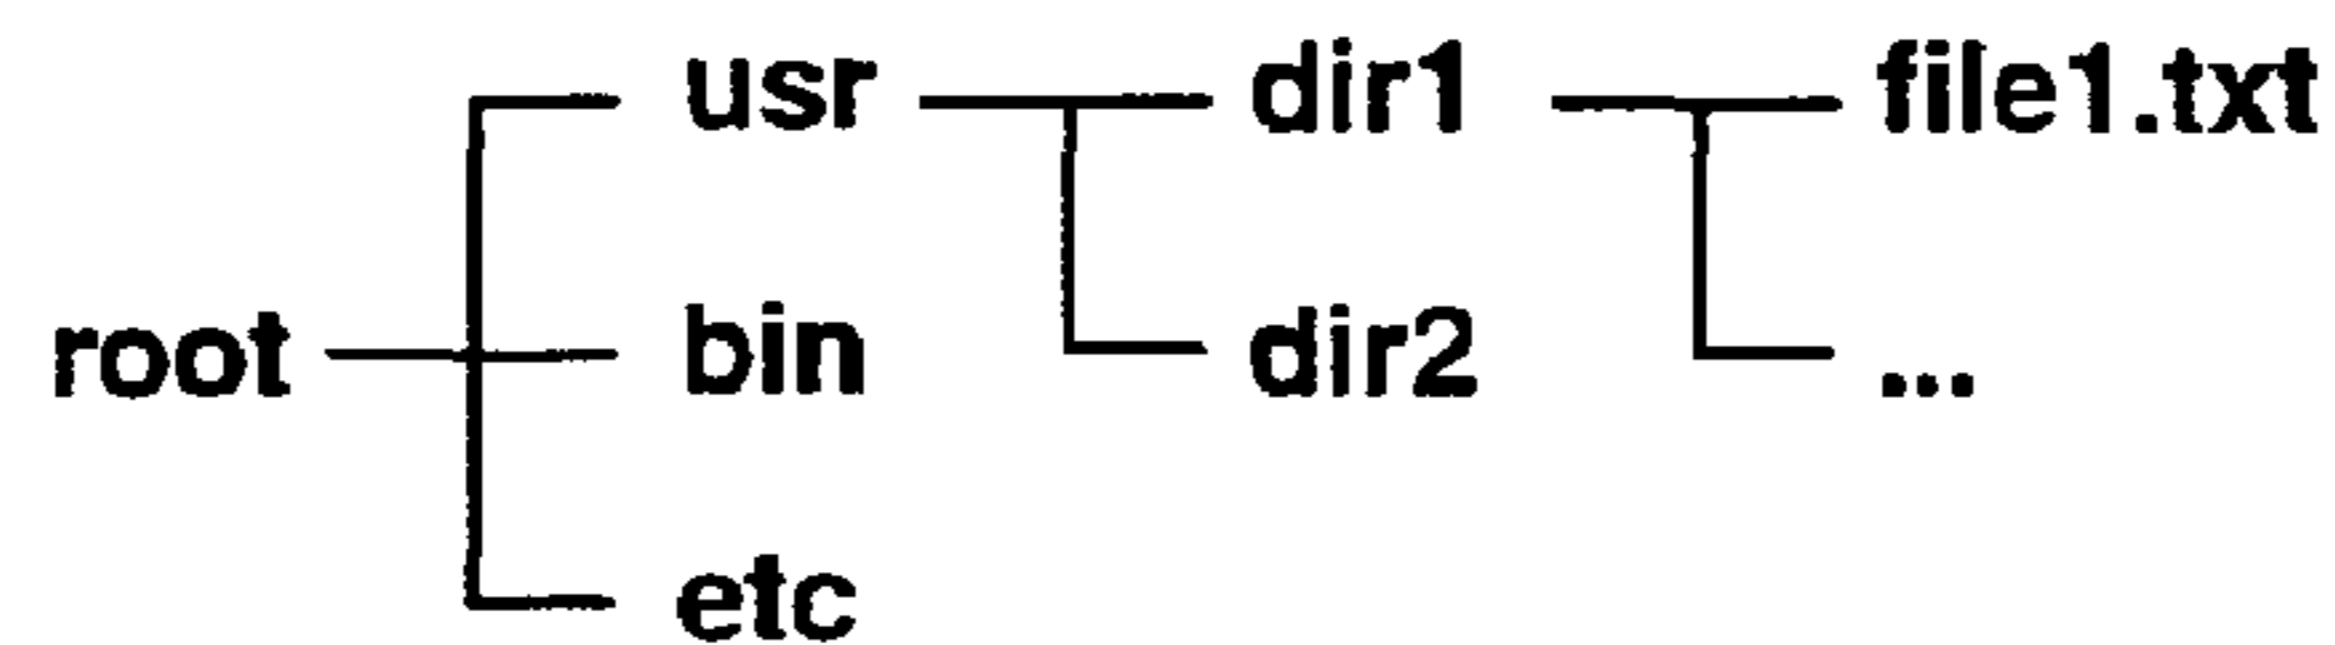 usr dir1 file1.txt
root bin dir2 ...
etc